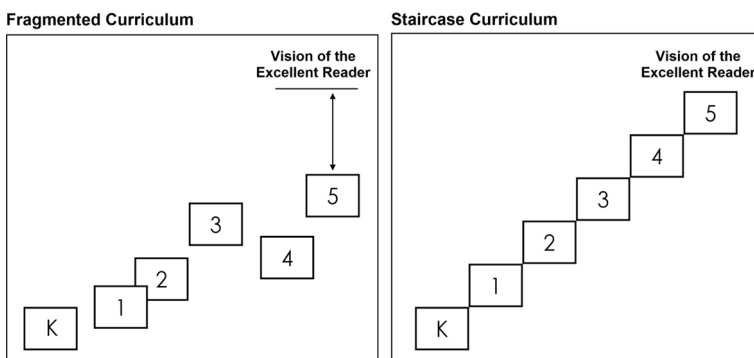 Fragmented Curriculum
Vision of the
Excellent Reader
5
3
4
2
1
K
Staircase Curriculum
Vision of the
Excellent Reader
5
4
3
2
1
K